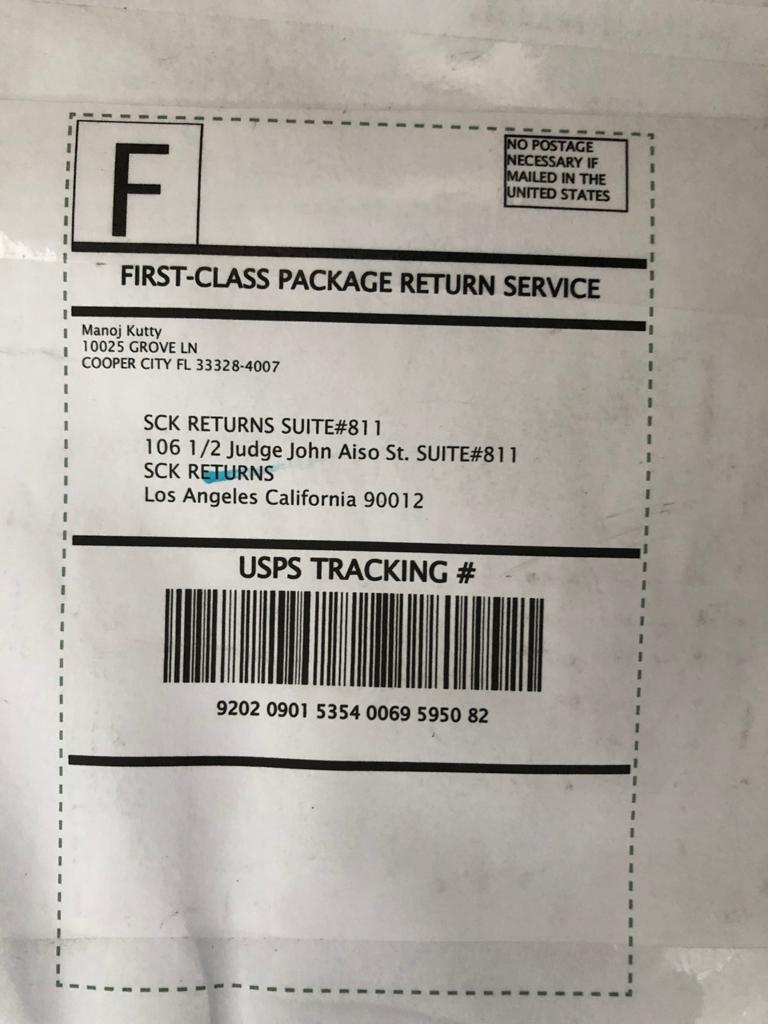 F
NO POSTAGE
NECESSARY IF
MAILED IN THE
UNITED STATES
FIRST-CLASS PACKAGE RETURN SERVICE
Manoj Kutty
10025 GROVE LN
COOPER CITY FL 33328-4007
SCK RETURNS SUITE#811
106 1/2 Judge John Aiso St. SUITE#811
SCK RETURNS
Los Angeles California 90012
USPS TRACKING #
9202 0901 5354 0069 5950 82